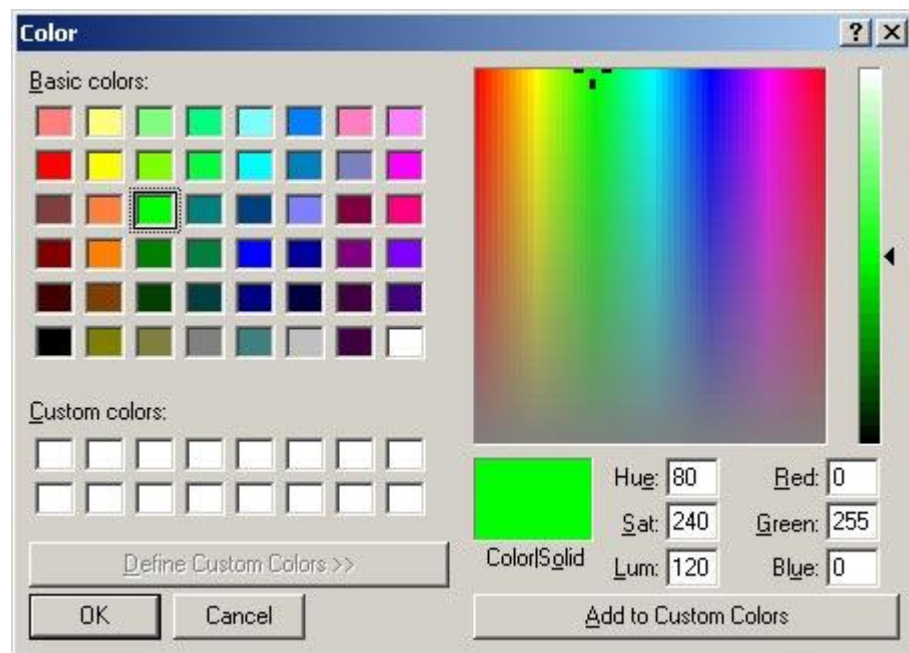 Color
Basic colors:
Custom colors:
Define Custom Colors >>
OK
Cancel
Color|Solid
Hue: 80
Sat: 240
Lum: 120
Red: 0
Green: 255
Blue: 0
Add to Custom Colors